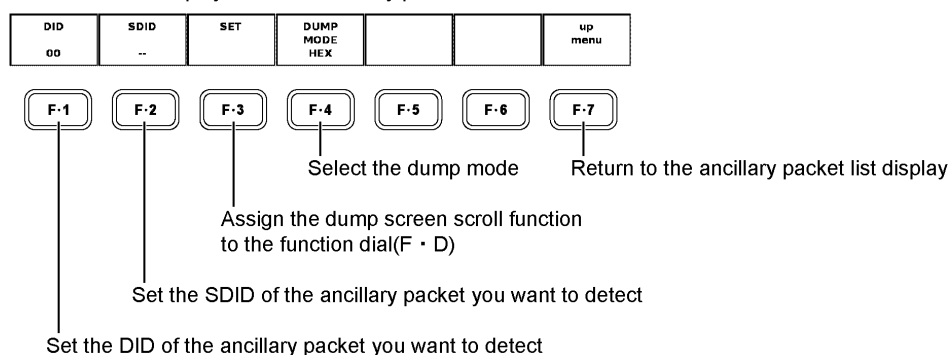 DID SDID SET DUMP up
MODE menu
00 -- HEX
F・1 F・2 F・3 F・4 F・5 F・6 F・7
Select the dump mode Return to the ancillary packet list display
Assign the dump screen scroll function
to the function dial(F・D)
Set the SDID of the ancillary packet you want to detect
Set the DID of the ancillary packet you want to detect